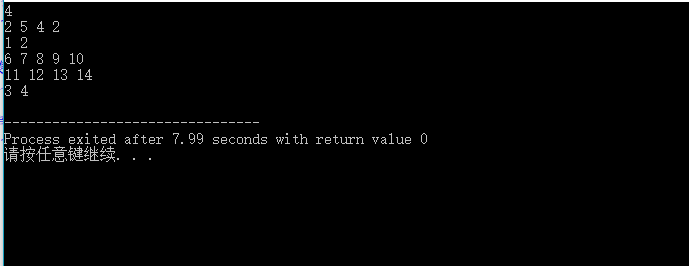 4
2 5 4 2
1 2
6 7 8 9 10
11 12 13 14
3 4
--------------------------------
Process exited after 7.99 seconds with return value 0
请按任意键继续. . .